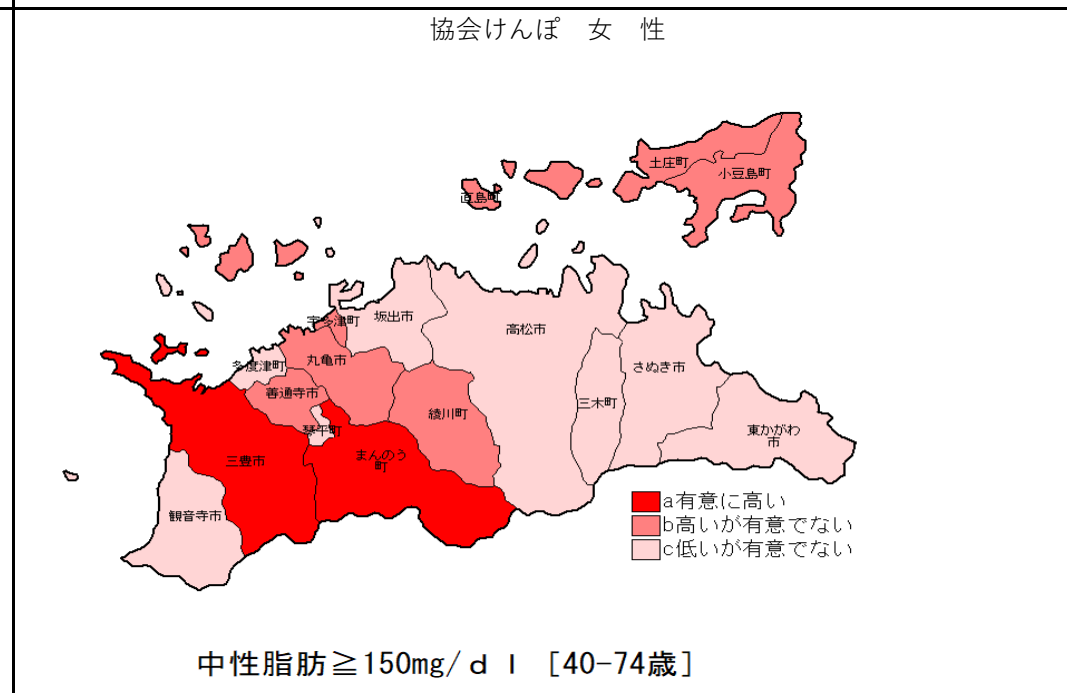 協会けんぽ　女　性
土庄町
小豆島町
直島町
宇多津町
坂出市
高松市
多度津町
丸亀市
さぬき市
善通寺市
綾川町
三木町
琴平町
東かがわ
市
まんのう
町
三豊市
観音寺市
a有意に高い
b高いが有意でない
c低いが有意でない
中性脂肪≧150mg/ｄｌ [40-74歳]